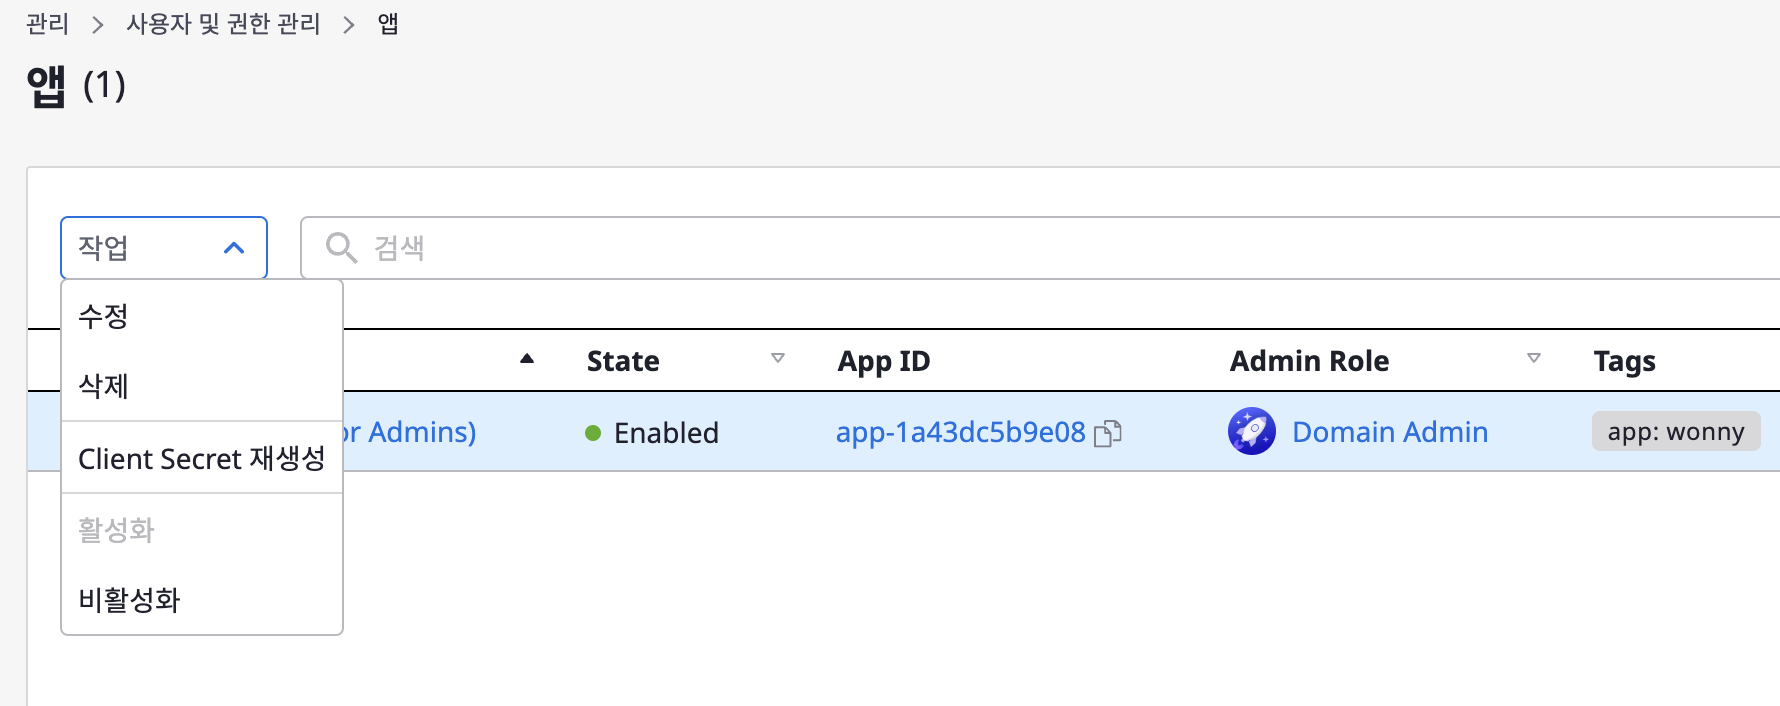 관리 > 사용자 및 권한 관리 > 앱
앱 (1)
작업
검색
수정
삭제
Client Secret 재생성
활성화
비활성화
State
App ID
Admin Role
Tags
Admins)
Enabled
app-1a43dc5b9e08
Domain Admin
app: wonny